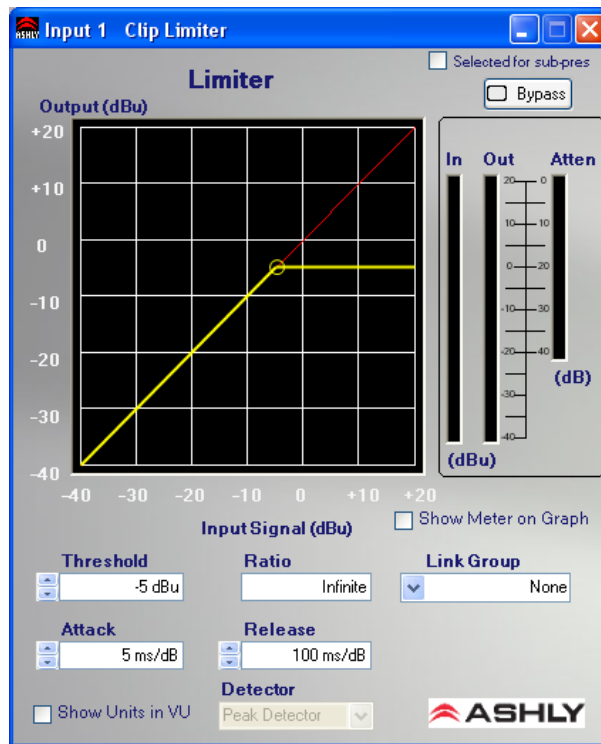 ASHLY Input 1 Clip Limiter
Selected for sub-pres
Limiter
Bypass
Output (dBu)
+20
+10
0
-10
-20
-30
-40
-40 -30 -20 -10 0 +10 +20
Input Signal (dBu)
In Out Atten
20 0
10 10
0 20
-10 30
-20 40
-30
-40
(dB)
(dBu)
Show Meter on Graph
Threshold Ratio Link Group
-5 dBu Infinite None
Attack Release
5 ms/dB 100 ms/dB
Detector
Show Units in VU Peak Detector
ASHLY